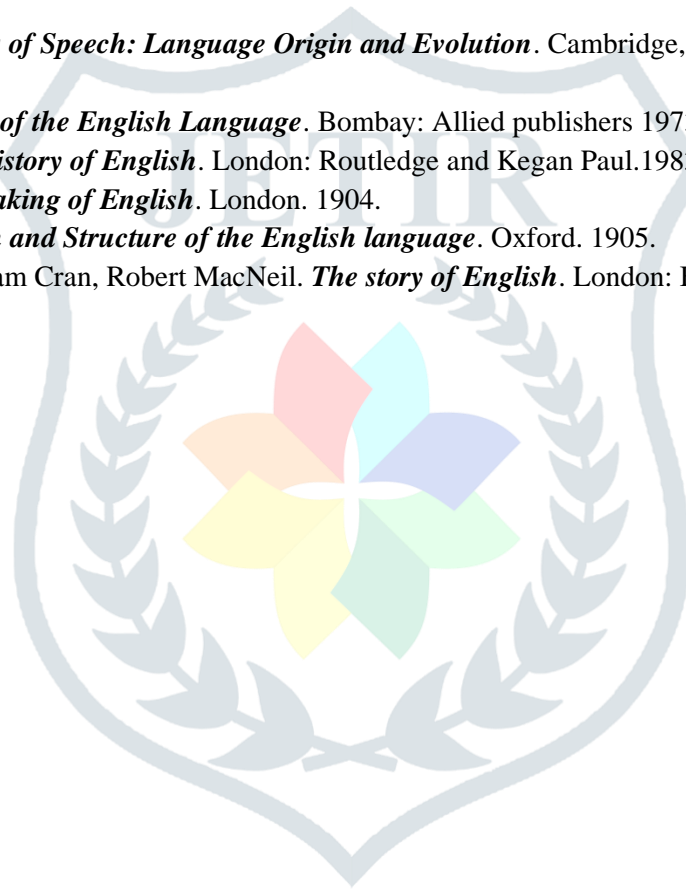 of Speech: Language Origin and Evolution. Cambridge,
of the English Language. Bombay: Allied publishers 197
istory of English. London: Routledge and Kegan Paul.198
aking of English. London. 1904.
and Structure of the English language. Oxford. 1905.
am Cran, Robert MacNeil. The story of English. London:
JETIR